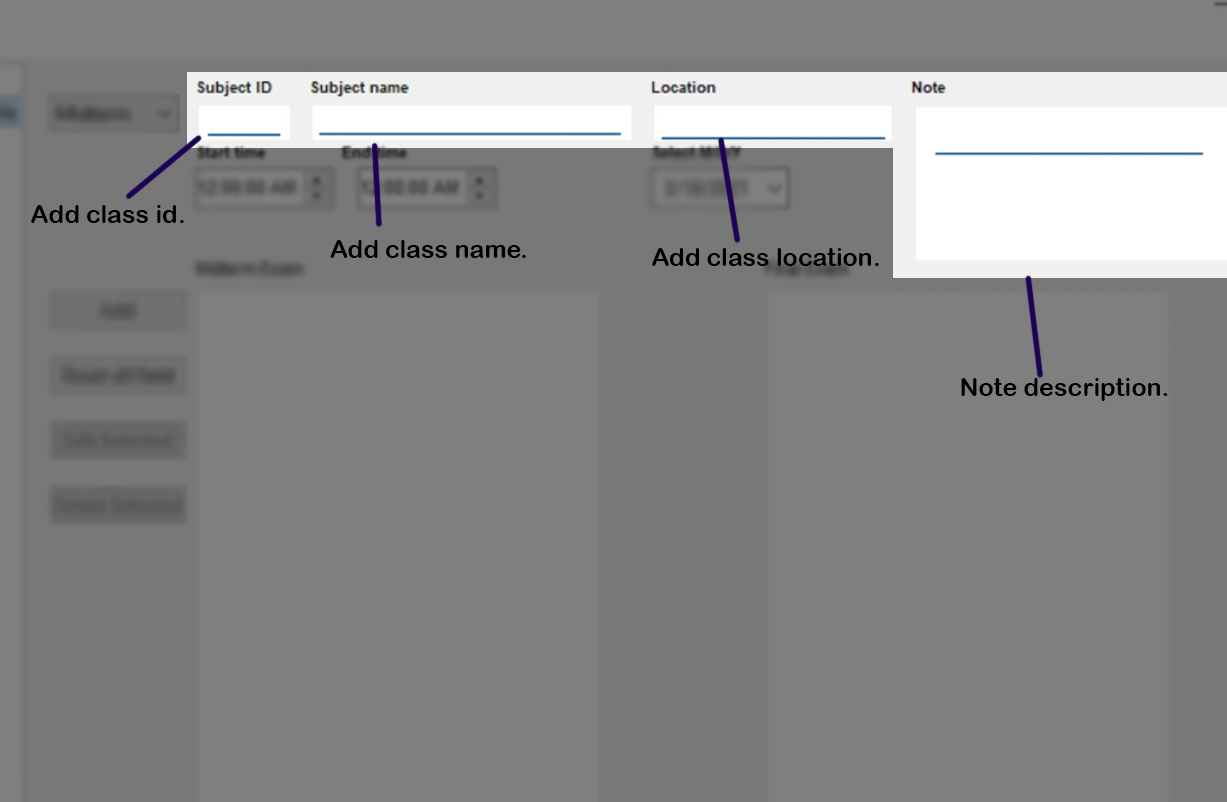 Subject ID
Subject name
Location
Note
Midterm
Start time
End time
12:00:00 AM
12:00:00 AM
Add class id.
Add class name.
Add class location.
Midterm Exam
Final Exam
Add
Reset all field
Note description.
Edit Selected
Delete Selected